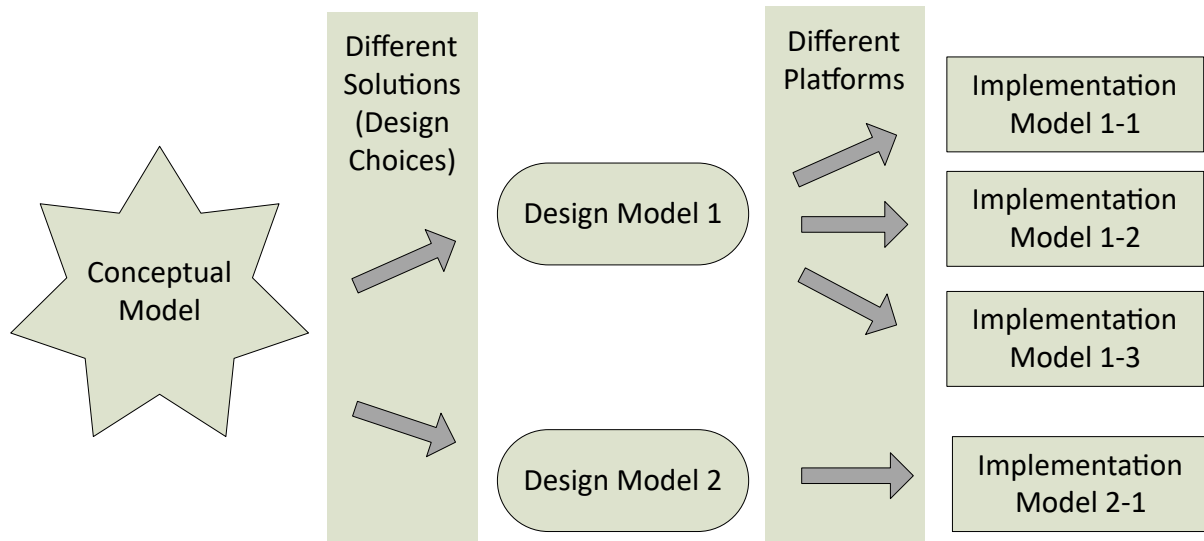 Conceptual
Model
Different
Solutions
(Design
Choices)
Design Model 1
Design Model 2
Different
Platforms
Implementation
Model 1-1
Implementation
Model 1-2
Implementation
Model 1-3
Implementation
Model 2-1